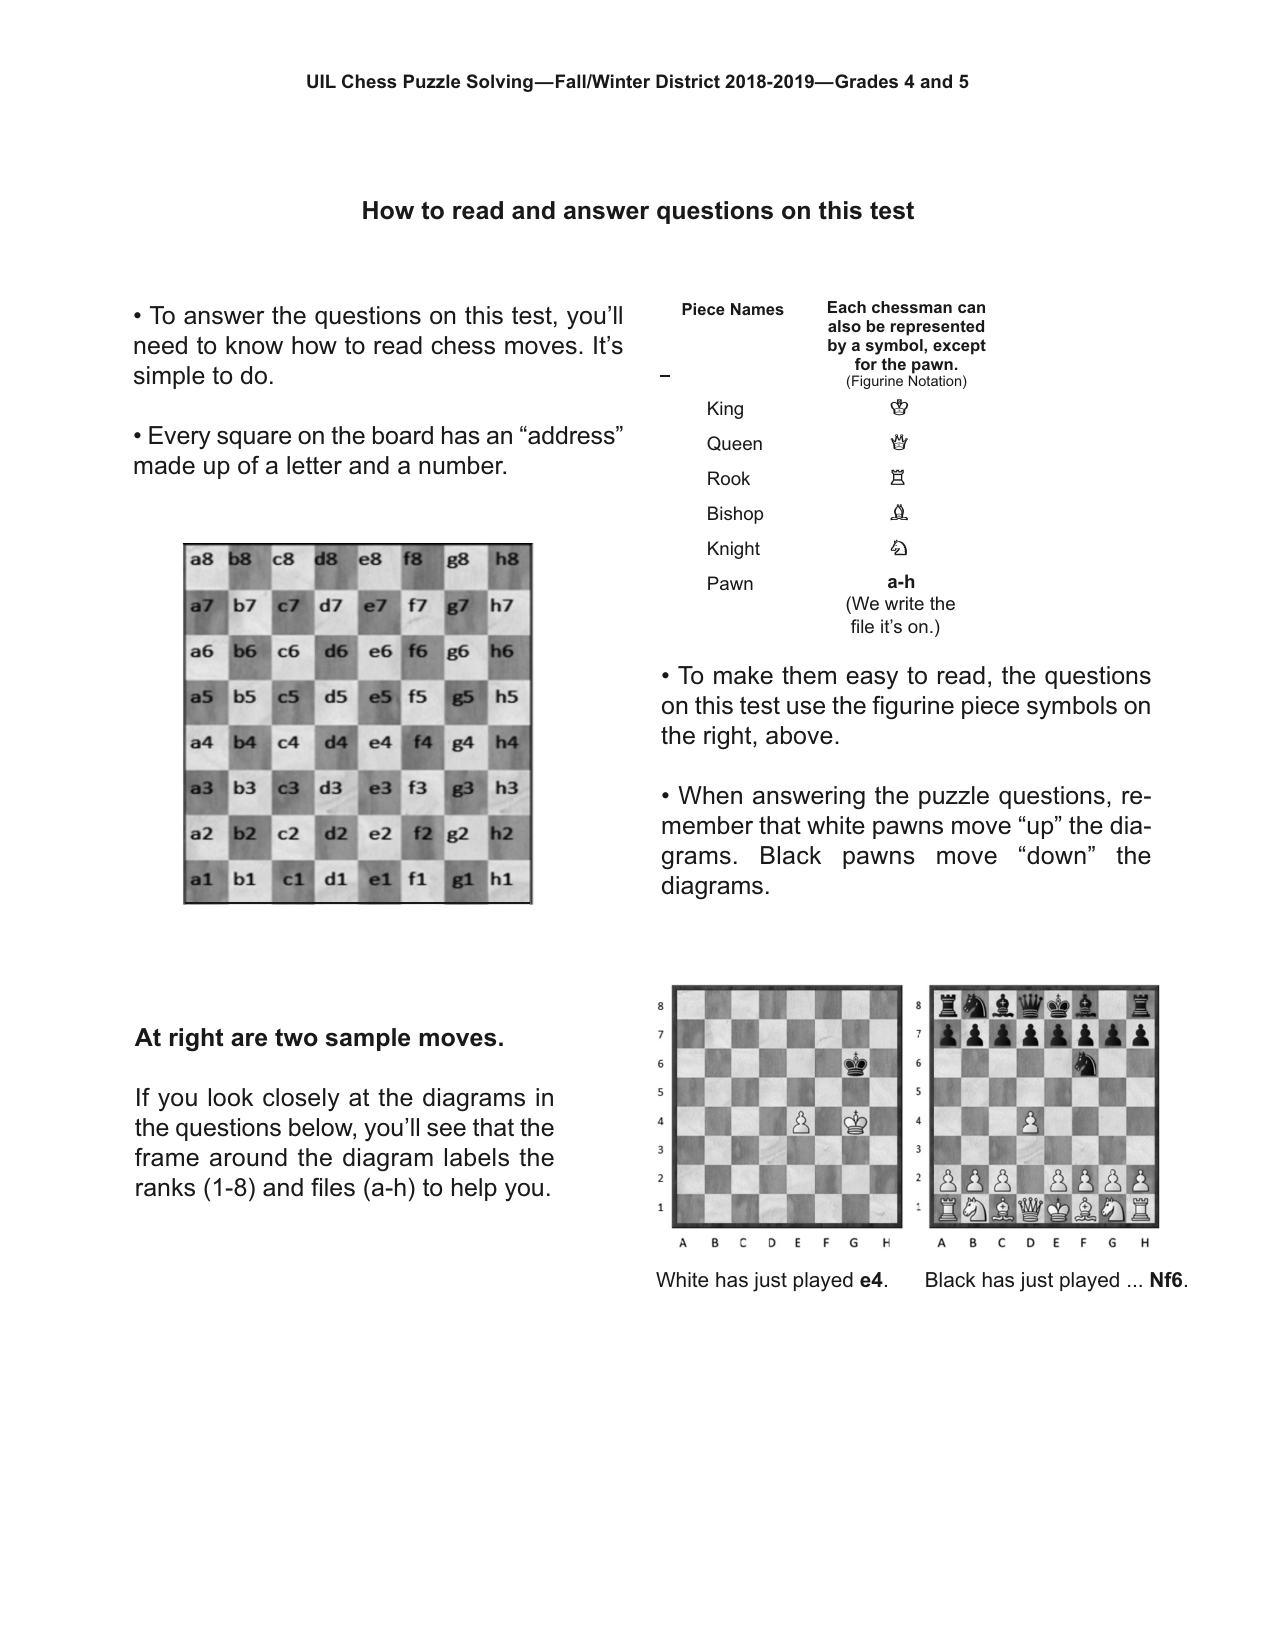 UIL Chess Puzzle Solving—Fall/Winter District 2018-2019—Grades 4 and 5
How to read and answer questions on this test
• To answer the questions on this test, you’ll
need to know how to read chess moves. It’s
simple to do.
• Every square on the board has an “address”
made up of a letter and a number.
a8 b8 c8 d8 e8 f8 g8 h8
a7 b7 c7 d7 e7 f7 g7 h7
a6 b6 c6 d6 e6 f6 g6 h6
a5 b5 c5 d5 e5 f5 g5 h5
a4 b4 c4 d4 e4 f4 g4 h4
a3 b3 c3 d3 e3 f3 g3 h3
a2 b2 c2 d2 e2 f2 g2 h2
a1 b1 c1 d1 e1 f1 g1 h1
Piece Names
Each chessman can
also be represented
by a symbol, except
for the pawn.
(Figurine Notation)
King ♔
Queen ♕
Rook ♖
Bishop ♗
Knight ♘
Pawn a-h
(We write the
file it’s on.)
• To make them easy to read, the questions
on this test use the figurine piece symbols on
the right, above.
• When answering the puzzle questions, re-
member that white pawns move “up” the dia-
grams. Black pawns move “down” the
diagrams.
At right are two sample moves.
If you look closely at the diagrams in
the questions below, you’ll see that the
frame around the diagram labels the
ranks (1-8) and files (a-h) to help you.
8
7
6
5
4
3
2
1
A B C D E F G H
White has just played e4.
8
7
6
5
4
3
2
1
A B C D E F G H
Black has just played ... Nf6.